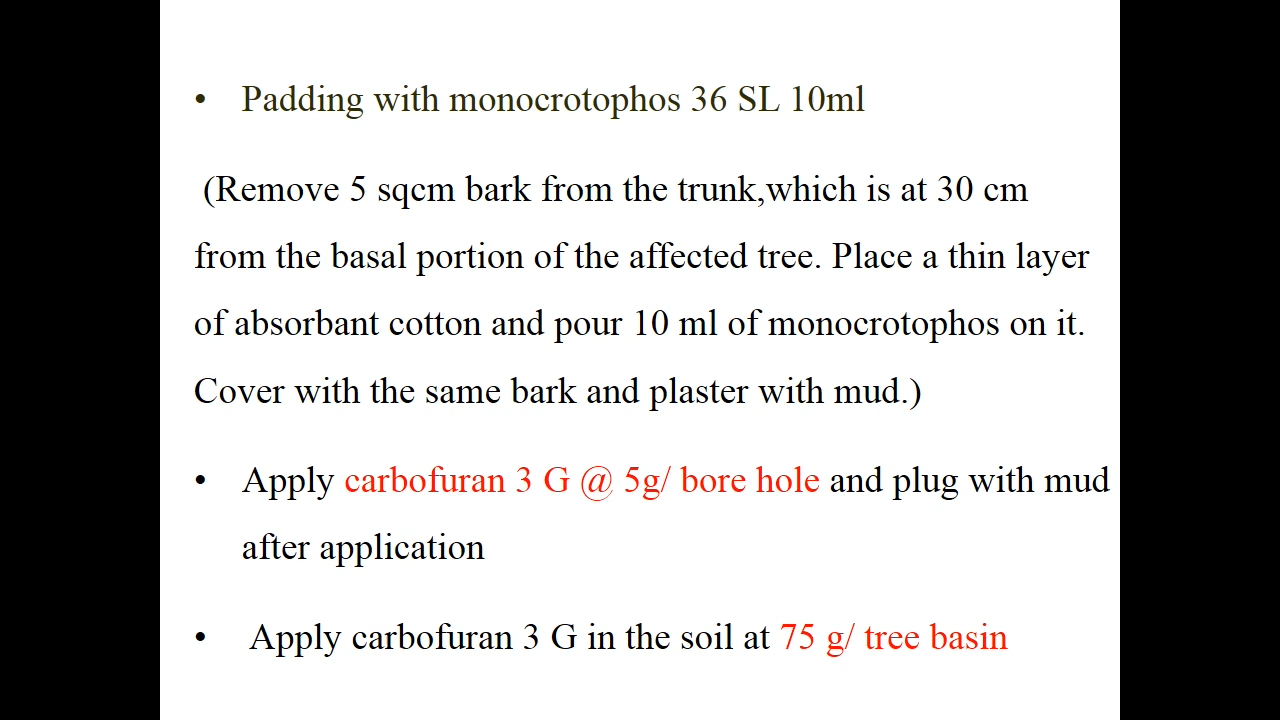 • Padding with monocrotophos 36 SL 10ml
(Remove 5 sqcm bark from the trunk,which is at 30 cm
from the basal portion of the affected tree. Place a thin layer
of absorbant cotton and pour 10 ml of monocrotophos on it.
Cover with the same bark and plaster with mud.)
• Apply carbofuran 3 G @ 5g/ bore hole and plug with mud
after application
• Apply carbofuran 3 G in the soil at 75 g/ tree basin